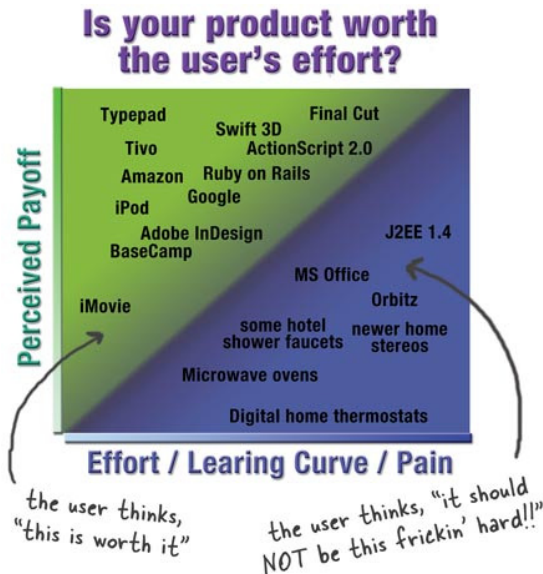 Is your product worth
the user's effort?
Typepad
Final Cut
Swift 3D
Tivo
ActionScript 2.0
Amazon
Ruby on Rails
Google
iPod
Adobe InDesign
BaseCamp
J2EE 1.4
MS Office
iMovie
Orbitz
some hotel
shower faucets
newer home
stereos
Microwave ovens
Digital home thermostats
Perceived Payoff
Effort / Learing Curve / Pain
the user thinks,
"this is worth it"
the user thinks, "it should
NOT be this frickin' hard!!"